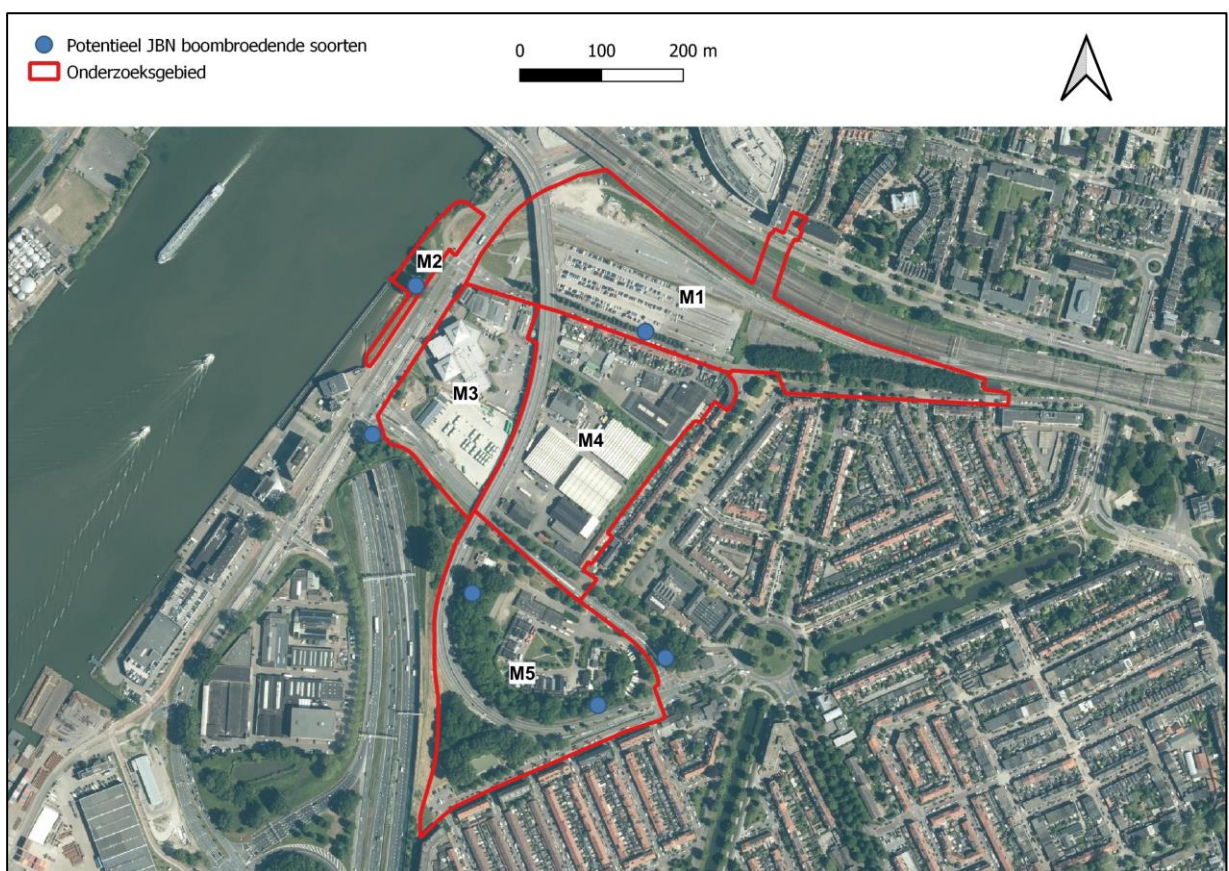 Potentieel JBN boombroedende soorten
Onderzoeksgebied
0 100 200 m
M2
M1
M3
M4
M5